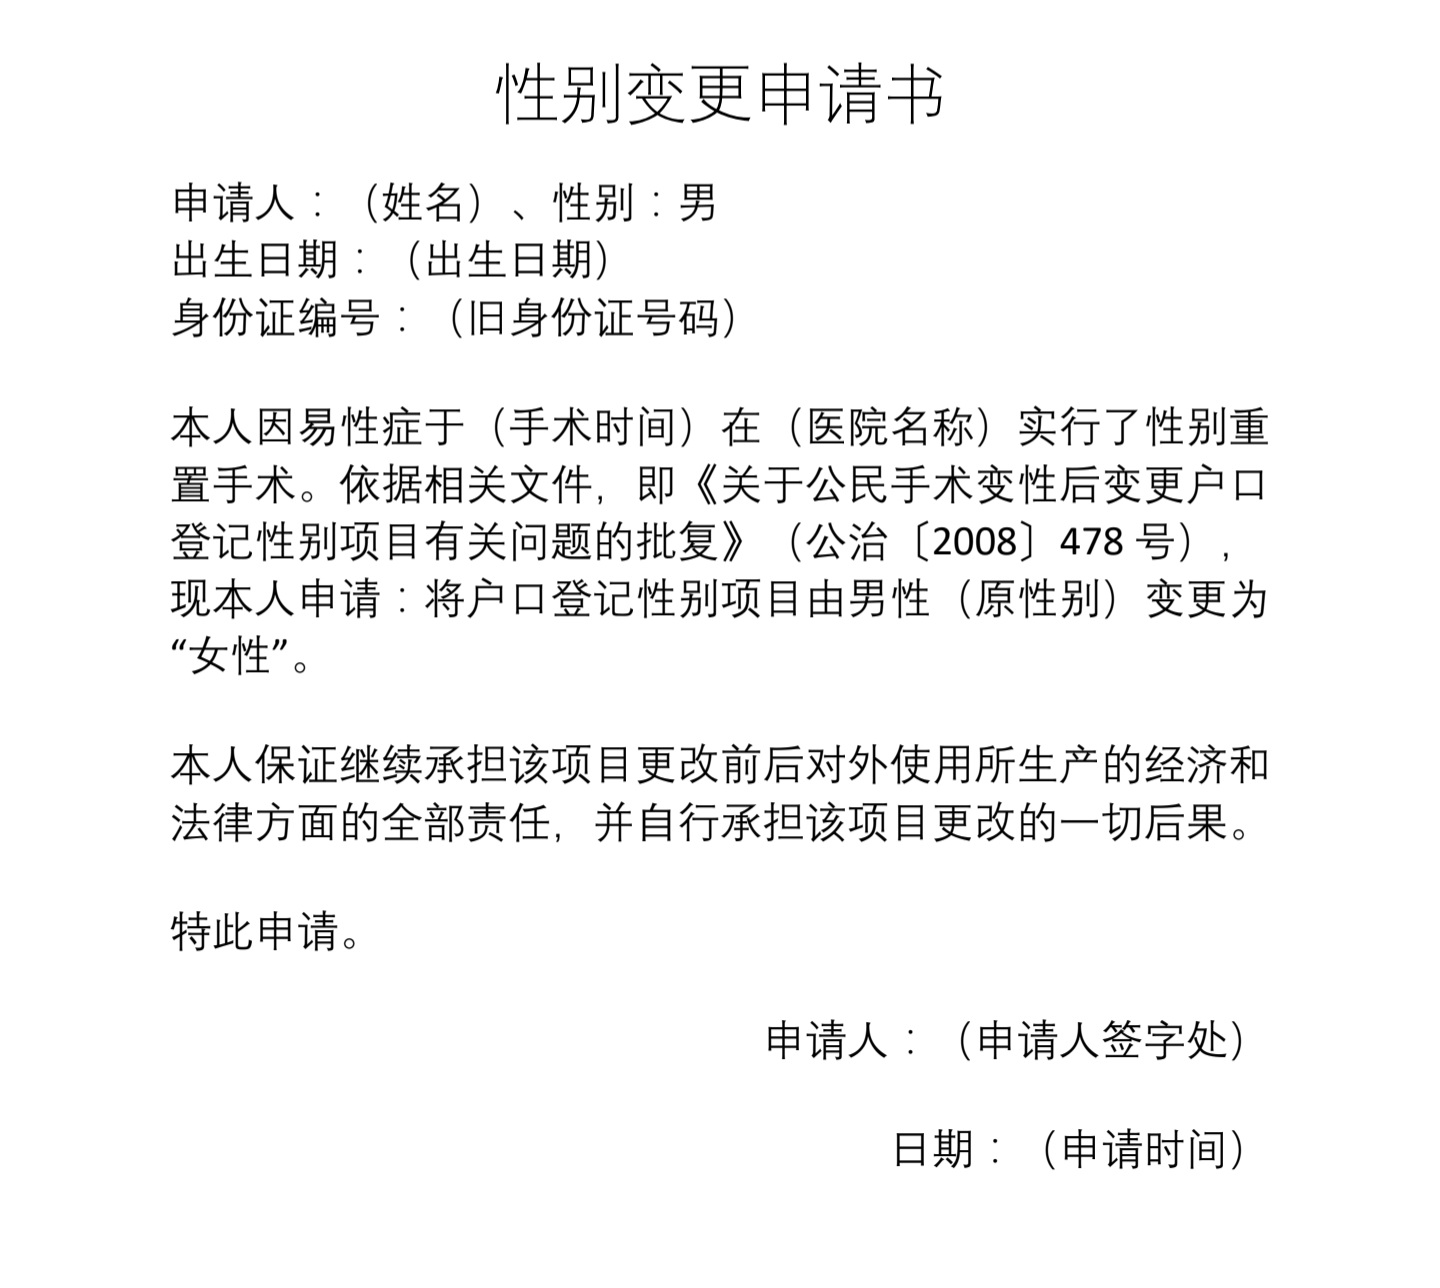 性别变更申请书
申请人：（姓名）、性别：男
出生日期：（出生日期）
身份证编号：（旧身份证号码）
本人因易性症于（手术时间）在（医院名称）实行了性别重
置手术。依据相关文件，即《关于公民手术变性后变更户口
登记性别项目有关问题的批复》（公治〔2008〕478 号），
现本人申请：将户口登记性别项目由男性（原性别）变更为
“女性”。
本人保证继续承担该项目更改前后对外使用所生产的经济和
法律方面的全部责任，并自行承担该项目更改的一切后果。
特此申请。
申请人：（申请人签字处）
日期：（申请时间）